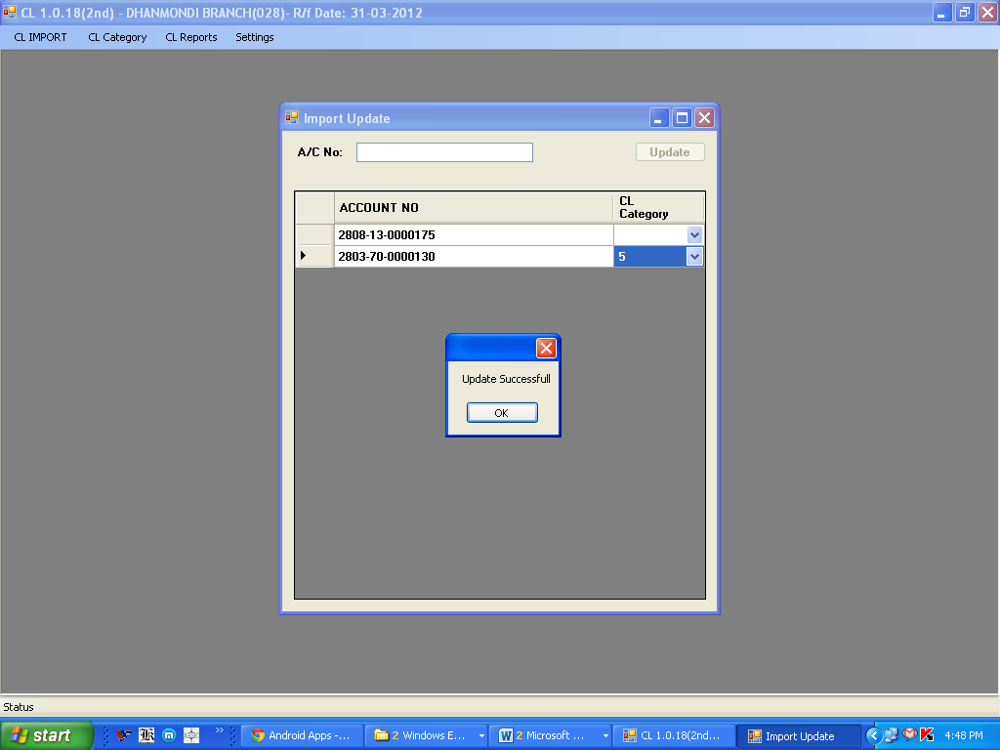 CL 1.0.18(2nd) - DHANMONDI BRANCH(028)- R/f Date: 31-03-2012
CL IMPORT CL Category CL Reports Settings
Import Update
A/C No: Update
ACCOUNT NO CL Category
2808-13-0000175
2803-70-0000130 5
Update Successfull
OK
Status
start Android Apps -... 2 Windows E... 2 Microsoft ... CL 1.0.18(2nd... Import Update 4:48 PM